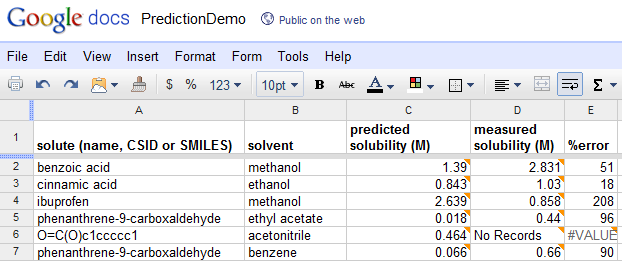 Google docs PredictionDemo Public on the web
File Edit View Insert Format Form Tools Help
$ % 123 10pt B Abc A Σ
A B C D E
1 solute (name, CSID or SMILES) solvent predicted solubility (M) measured solubility (M) %error
2 benzoic acid methanol 1.39 2.831 51
3 cinnamic acid ethanol 0.843 1.03 18
4 ibuprofen methanol 2.639 0.858 208
5 phenanthrene-9-carboxaldehyde ethyl acetate 0.018 0.44 96
6 O=C(O)c1ccccc1 acetonitrile 0.464 No Records #VALUE
7 phenanthrene-9-carboxaldehyde benzene 0.066 0.66 90